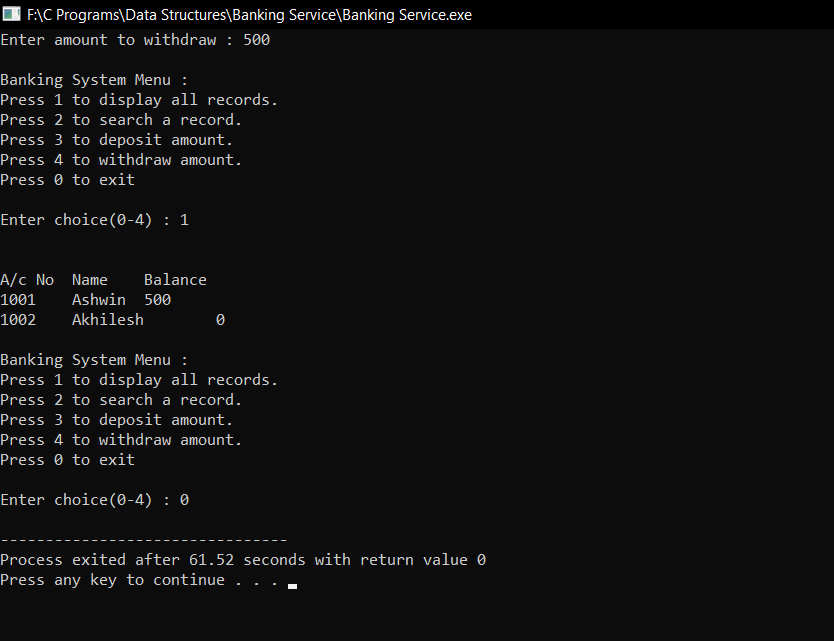 F:\C Programs\Data Structures\Banking Service\Banking Service.exe
Enter amount to withdraw : 500
Banking System Menu :
Press 1 to display all records.
Press 2 to search a record.
Press 3 to deposit amount.
Press 4 to withdraw amount.
Press 0 to exit
Enter choice(0-4) : 1
A/c No  Name    Balance
1001    Ashwin  500
1002    Akhilesh        0
Banking System Menu :
Press 1 to display all records.
Press 2 to search a record.
Press 3 to deposit amount.
Press 4 to withdraw amount.
Press 0 to exit
Enter choice(0-4) : 0
--------------------------------
Process exited after 61.52 seconds with return value 0
Press any key to continue . . .